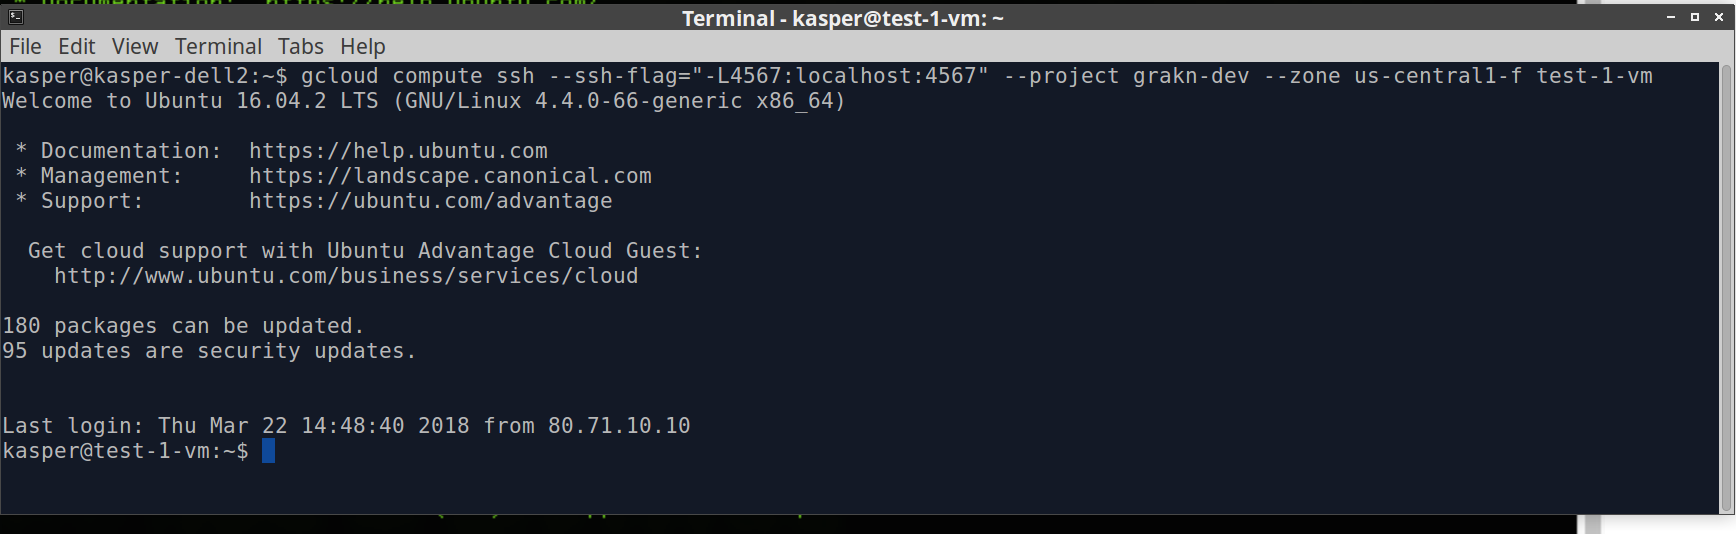 * Documentation: https://help.ubuntu.com/
Terminal - kasper@test-1-vm: ~
File Edit View Terminal Tabs Help
kasper@kasper-dell2:~$ gcloud compute ssh --ssh-flag="-L4567:localhost:4567" --project grakn-dev --zone us-central1-f test-1-vm
Welcome to Ubuntu 16.04.2 LTS (GNU/Linux 4.4.0-66-generic x86_64)
* Documentation: https://help.ubuntu.com
* Management: https://landscape.canonical.com
* Support: https://ubuntu.com/advantage
Get cloud support with Ubuntu Advantage Cloud Guest:
http://www.ubuntu.com/business/services/cloud
180 packages can be updated.
95 updates are security updates.
Last login: Thu Mar 22 14:48:40 2018 from 80.71.10.10
kasper@test-1-vm:~$